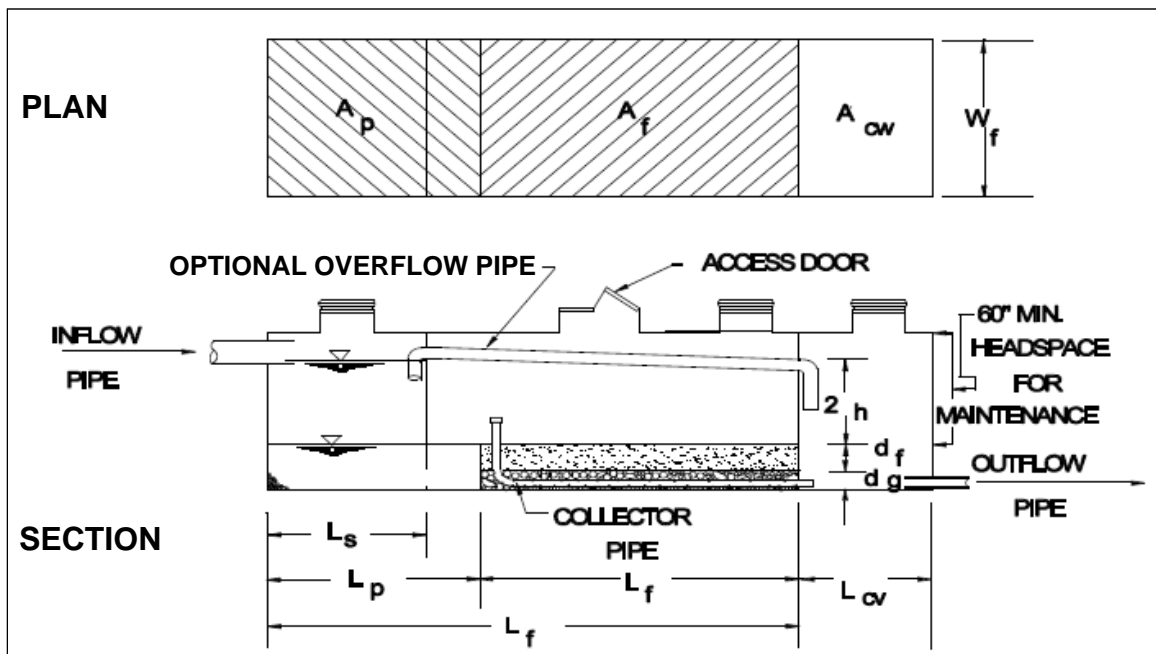 PLAN
A p
A f
A cw
W f
OPTIONAL OVERFLOW PIPE
ACCESS DOOR
INFLOW
PIPE
60" MIN.
HEADSPACE
FOR
MAINTENANCE
2 h
d f
d g
OUTFLOW
PIPE
COLLECTOR
PIPE
SECTION
L s
L p
L f
L cv
L f